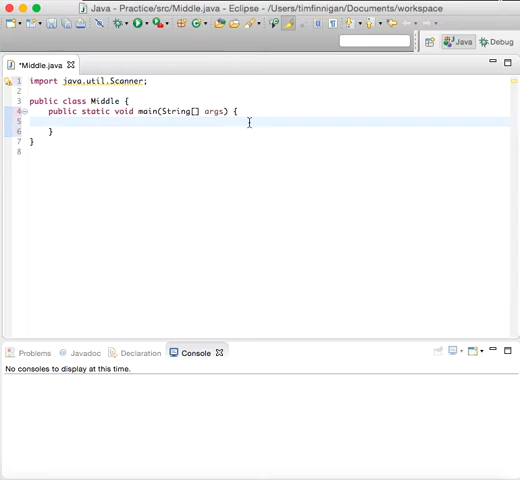 Java - Practice/src/Middle.java - Eclipse - /Users/timfinnigan/Documents/workspace
Java Debug
*Middle.java
1 import java.util.Scanner;
2
3 public class Middle {
4 public static void main(String[] args) {
5
6 }
7 }
8
Problems Javadoc Declaration Console
No consoles to display at this time.